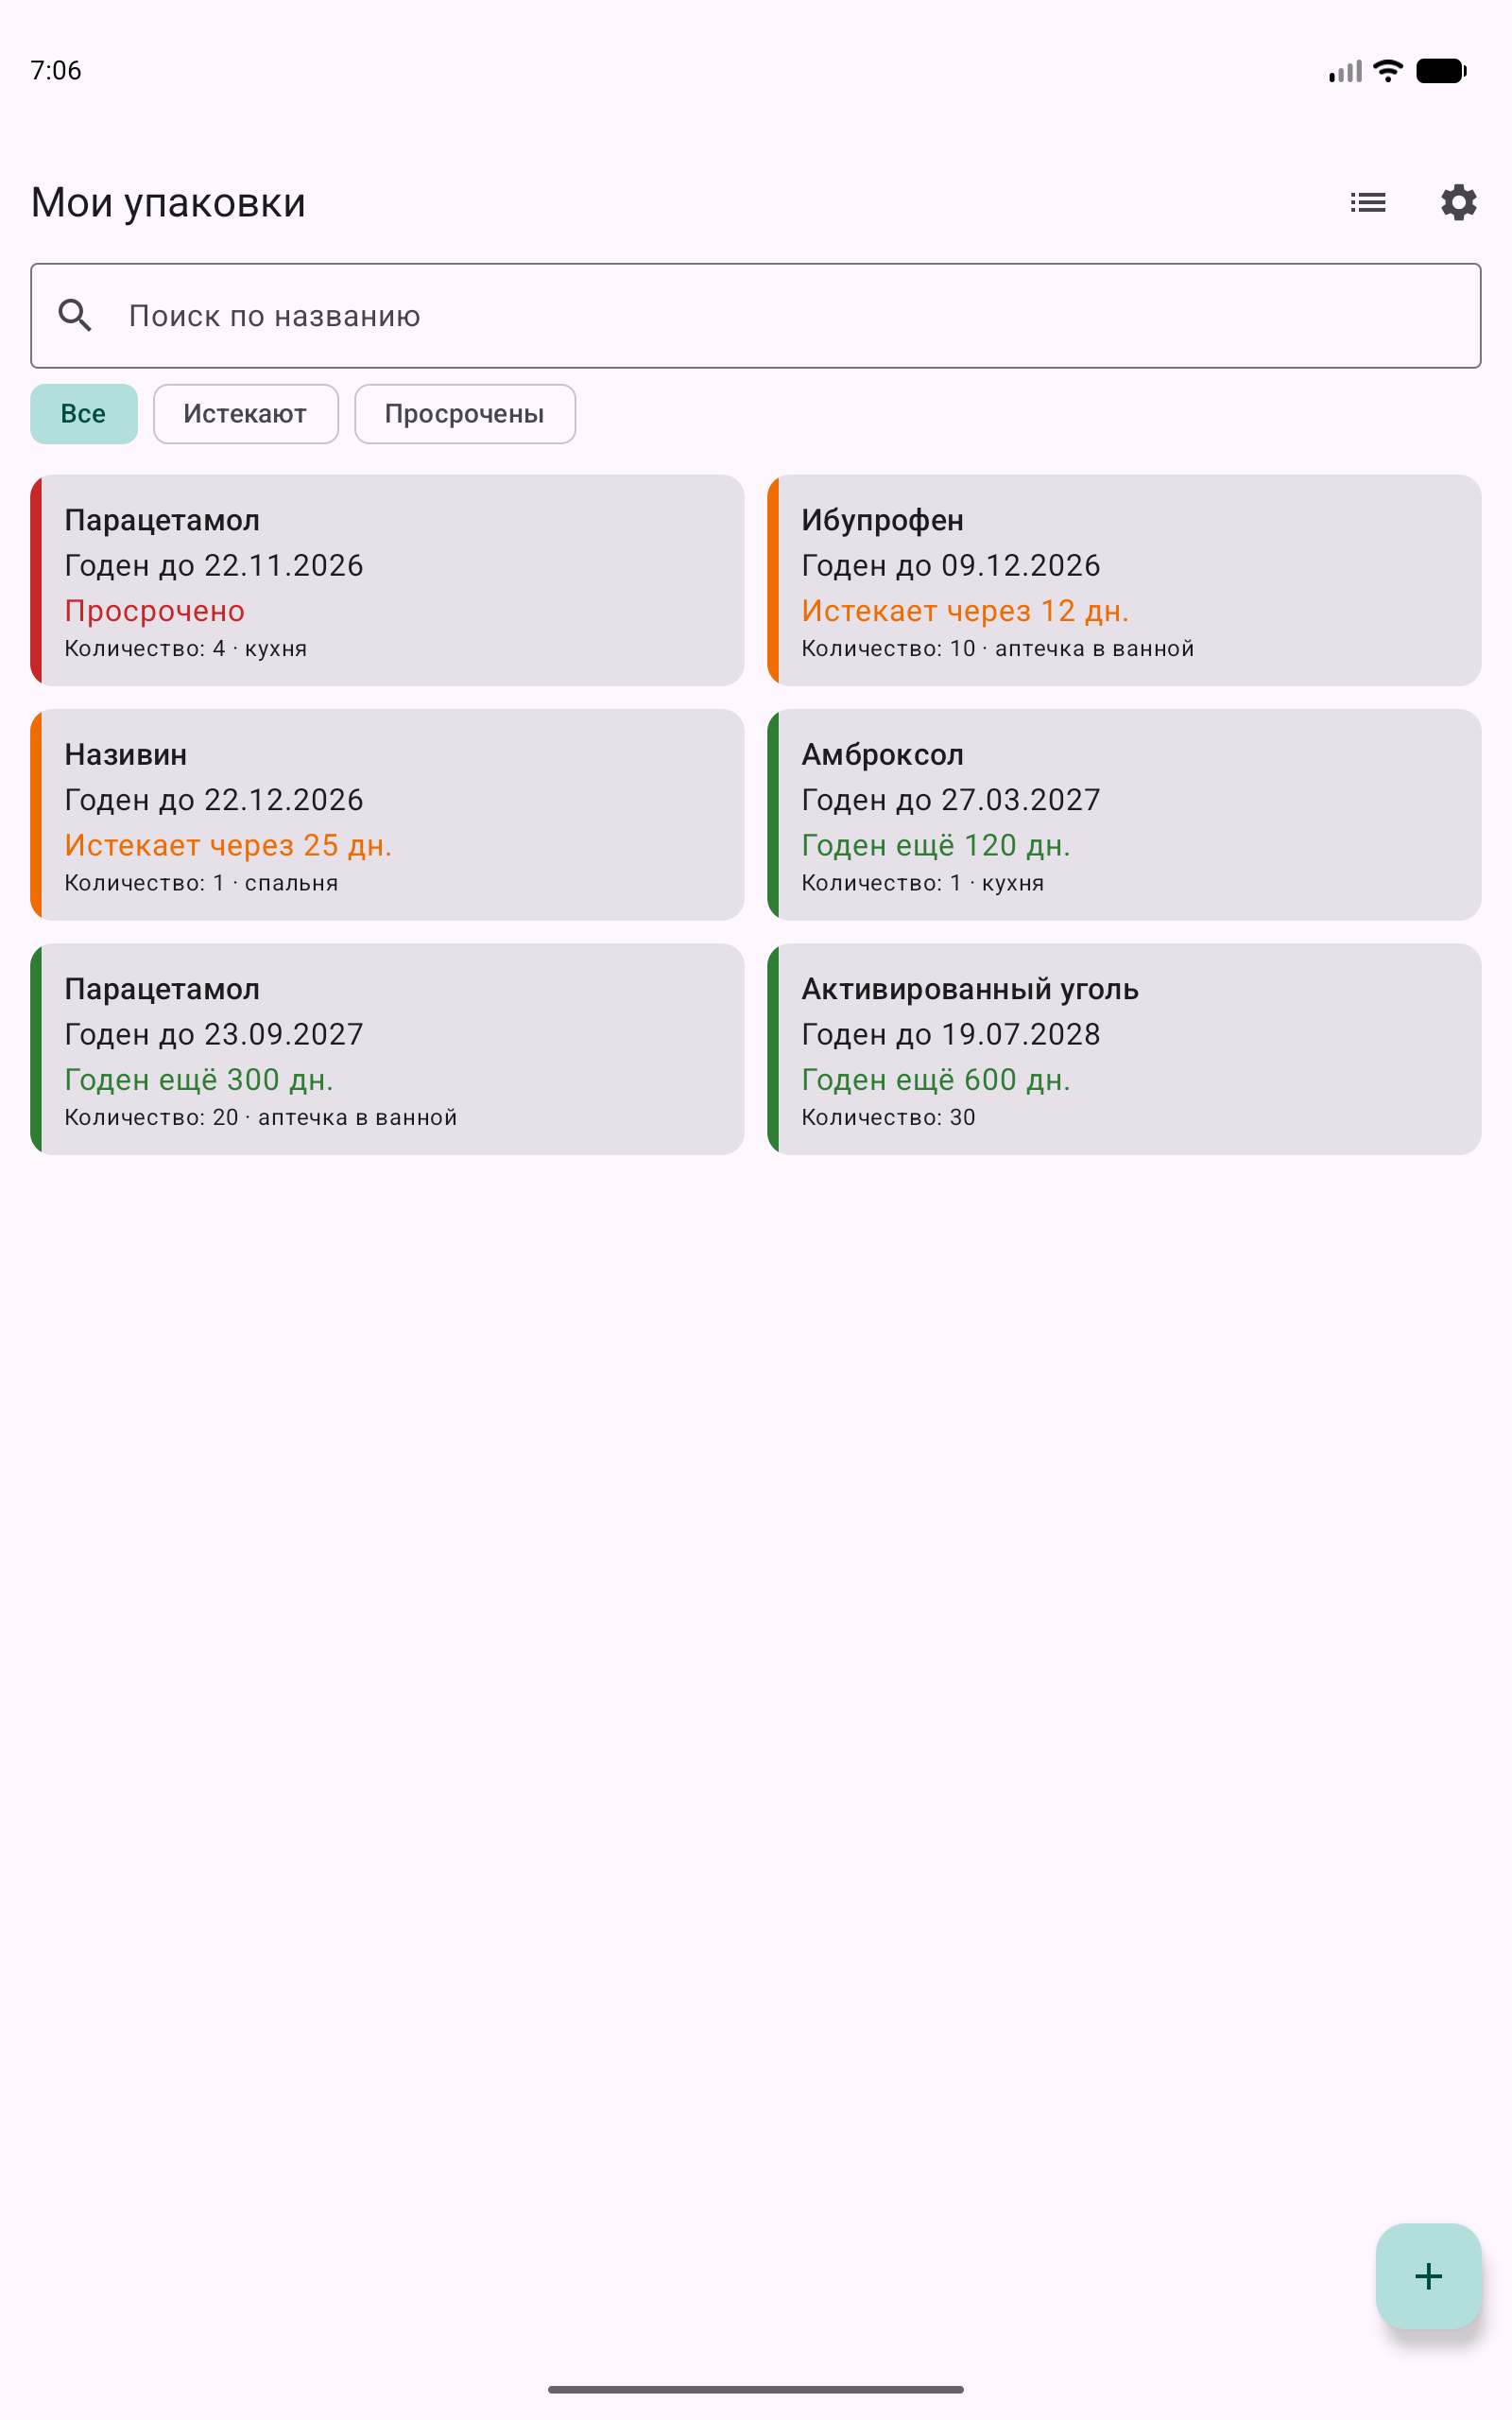 7:06
Мои упаковки
Поиск по названию
Все
Истекают
Просрочены
Парацетамол
Годен до 22.11.2026
Просрочено
Количество: 4 · кухня
Ибупрофен
Годен до 09.12.2026
Истекает через 12 дн.
Количество: 10 · аптечка в ванной
Називин
Годен до 22.12.2026
Истекает через 25 дн.
Количество: 1 · спальня
Амброксол
Годен до 27.03.2027
Годен ещё 120 дн.
Количество: 1 · кухня
Парацетамол
Годен до 23.09.2027
Годен ещё 300 дн.
Количество: 20 · аптечка в ванной
Активированный уголь
Годен до 19.07.2028
Годен ещё 600 дн.
Количество: 30